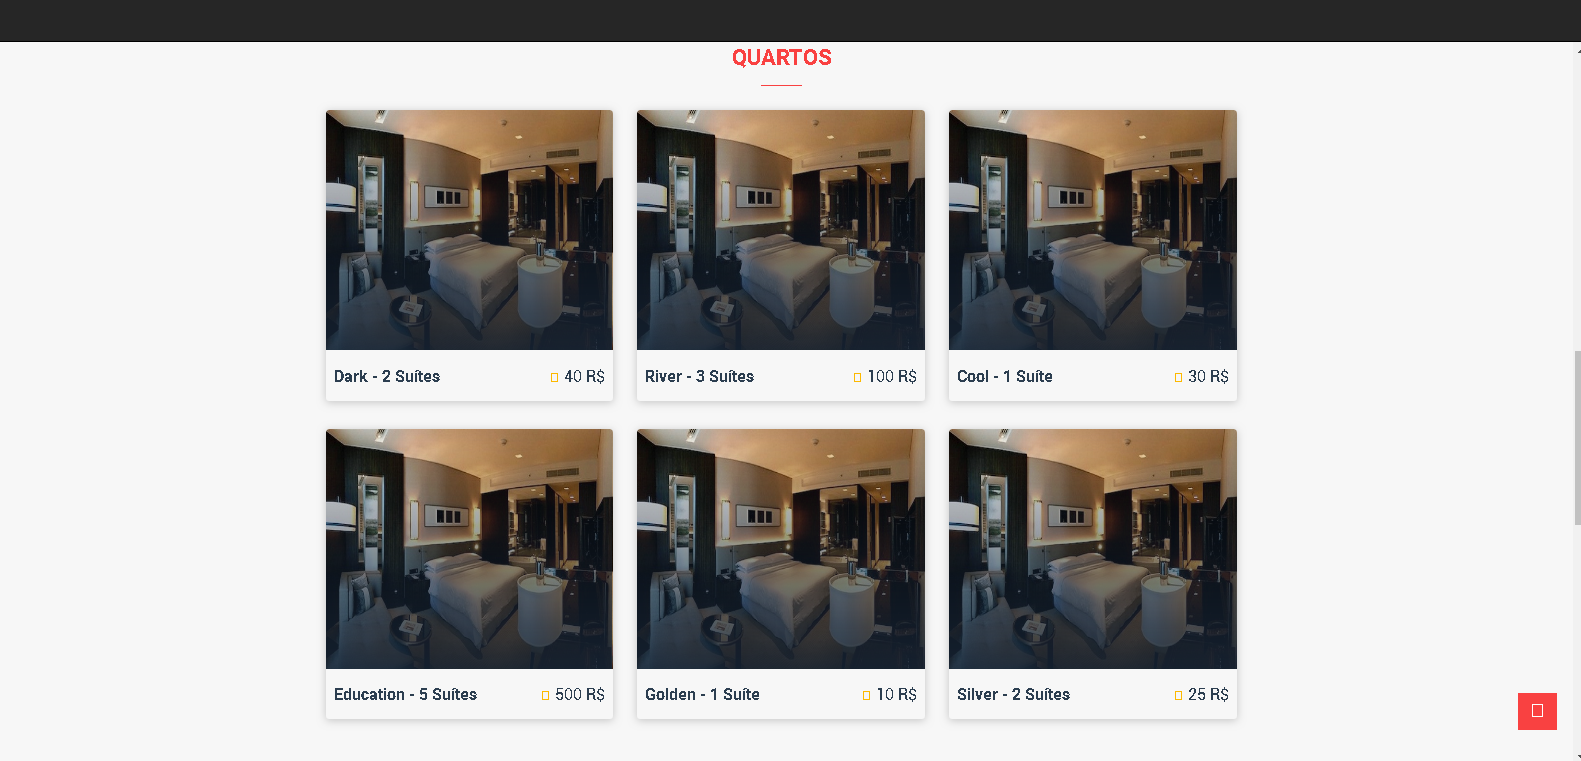 QUARTOS
Dark - 2 Suítes 40 R$
River - 3 Suítes 100 R$
Cool - 1 Suíte 30 R$
Education - 5 Suítes 500 R$
Golden - 1 Suíte 10 R$
Silver - 2 Suítes 25 R$